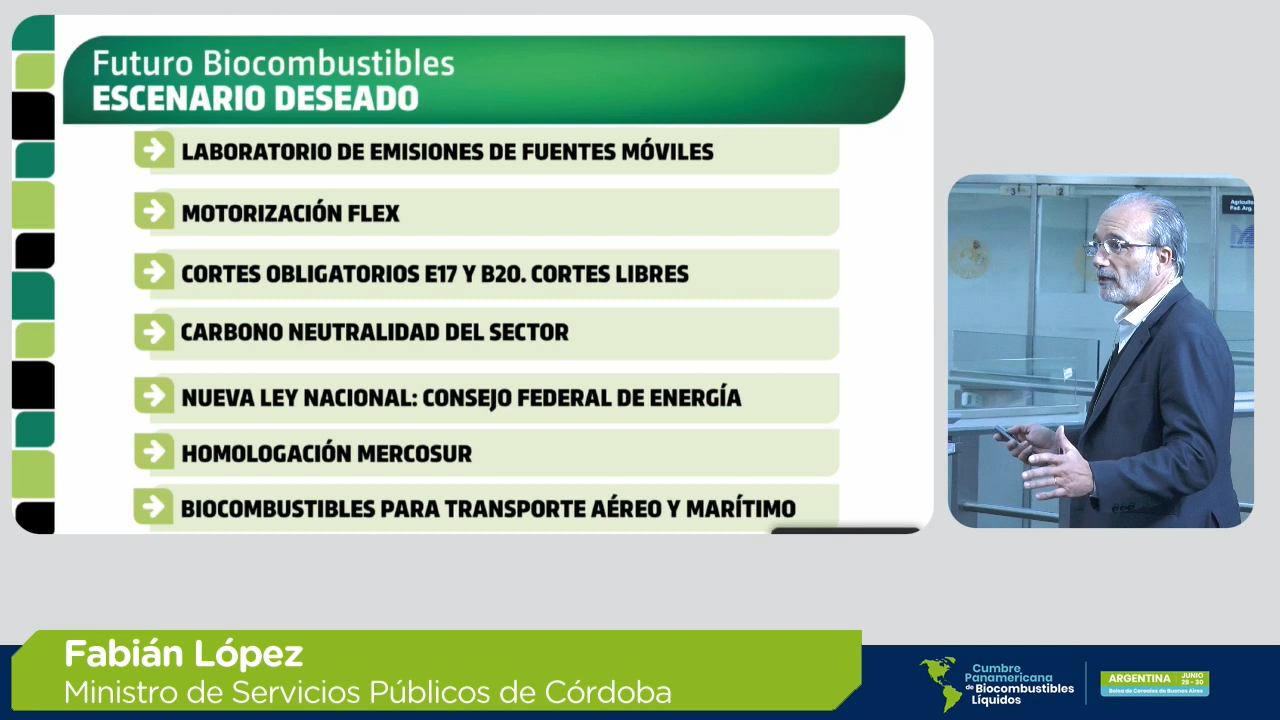 Futuro Biocombustibles
ESCENARIO DESEADO
LABORATORIO DE EMISIONES DE FUENTES MÓVILES
MOTORIZACIÓN FLEX
CORTES OBLIGATORIOS E17 Y B20. CORTES LIBRES
CARBONO NEUTRALIDAD DEL SECTOR
NUEVA LEY NACIONAL: CONSEJO FEDERAL DE ENERGÍA
HOMOLOGACIÓN MERCOSUR
BIOCOMBUSTIBLES PARA TRANSPORTE AÉREO Y MARÍTIMO
3
2
Fabián López
Ministro de Servicios Públicos de Córdoba
Cumbre
Panamericana
de Biocombustibles
Líquidos
ARGENTINA
JUNIO
29 - 30
Bolsa de Cereales de Buenos Aires